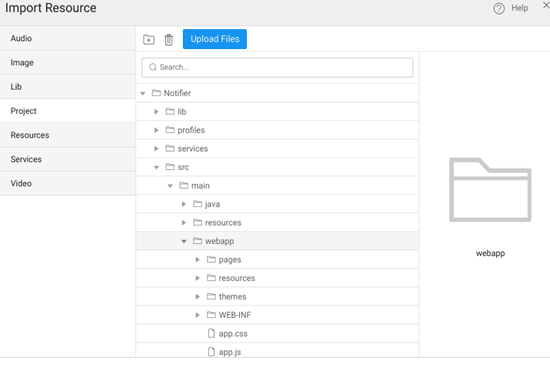 Import Resource
Help
Audio
Image
Lib
Project
Resources
Services
Video
Upload Files
Search...
Notifier
lib
profiles
services
src
main
java
resources
webapp
pages
resources
themes
WEB-INF
app.css
app.js
webapp